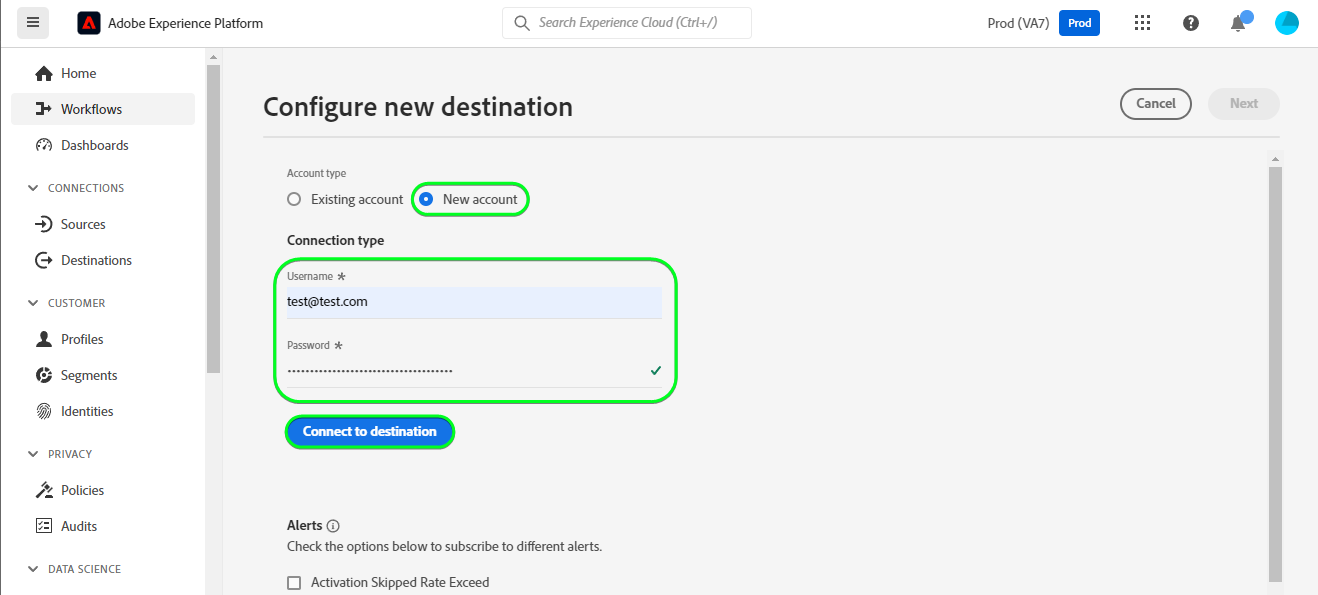 Adobe Experience Platform
Search Experience Cloud (Ctrl+/)
Prod (VA7)
Prod
Home
Workflows
Dashboards
CONNECTIONS
Sources
Destinations
CUSTOMER
Profiles
Segments
Identities
PRIVACY
Policies
Audits
DATA SCIENCE
Configure new destination
Cancel
Next
Account type
Existing account
New account
Connection type
Username *
test@test.com
Password *
•••••••••••••••••••••••••••••••••••••
Connect to destination
Alerts
Check the options below to subscribe to different alerts.
Activation Skipped Rate Exceed